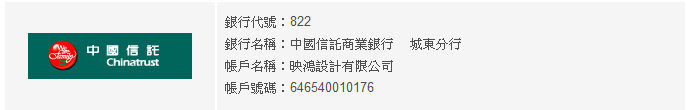 We are
Family
中國信託
Chinatrust
銀行代號：822
銀行名稱：中國信託商業銀行　城東分行
帳戶名稱：映鴻設計有限公司
帳戶號碼：646540010176